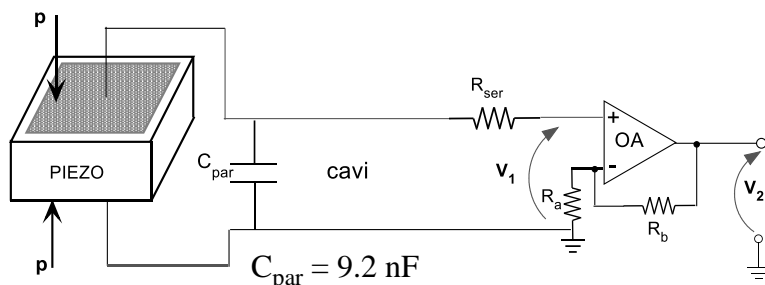 p
R_ser
+
OA
-
PIEZO
C_par
cavi
v_1
R_a
R_b
v_2
p
C_par = 9.2 nF